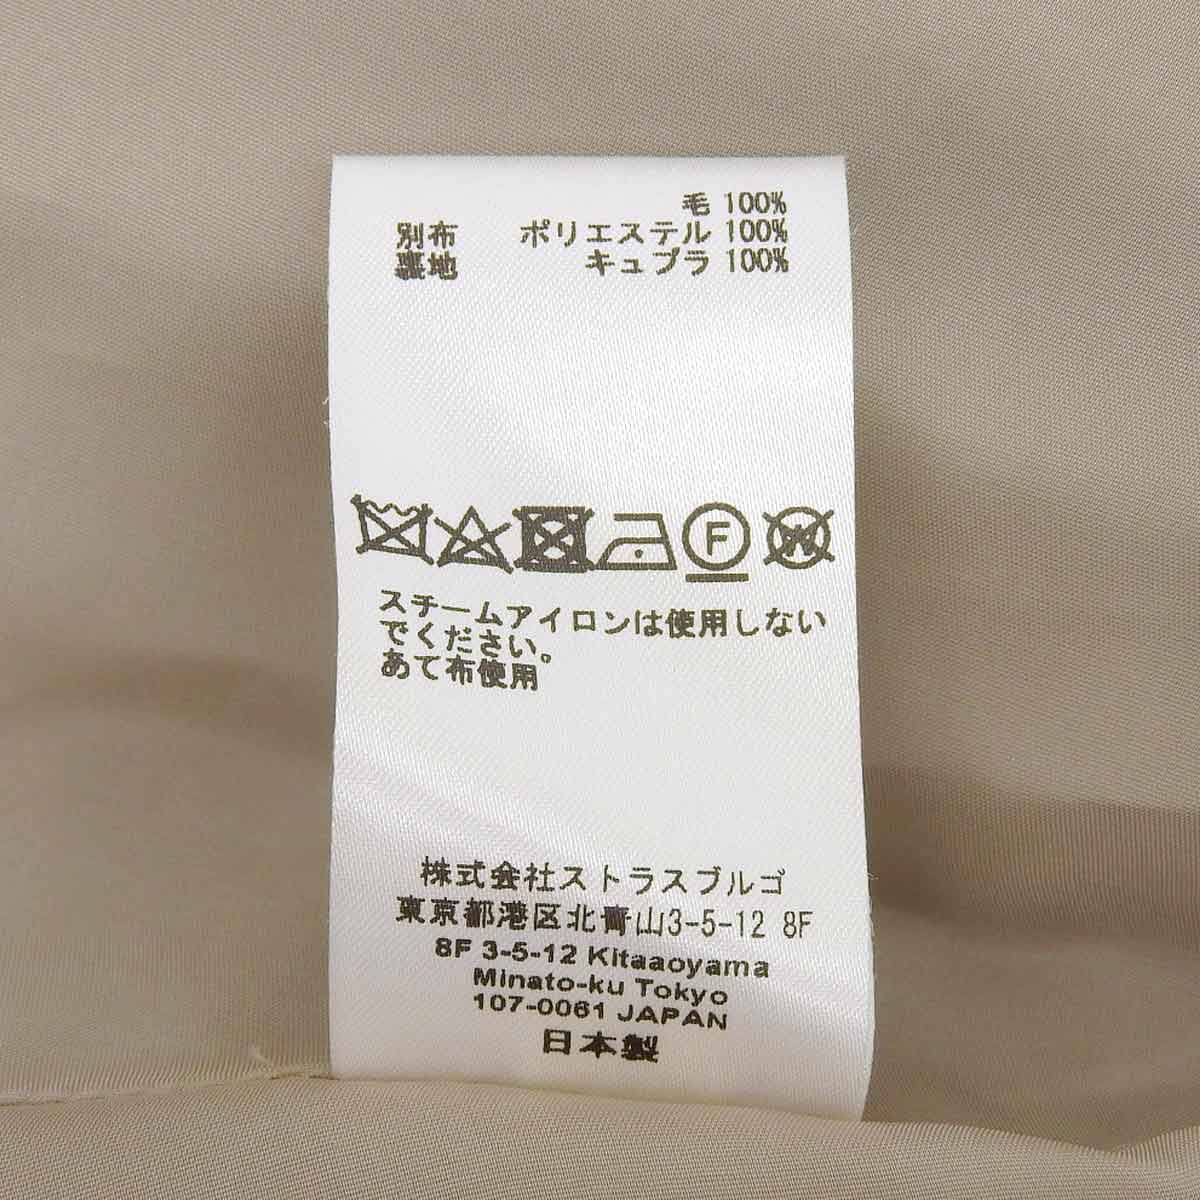 毛 100%
別布 ポリエステル 100%
裏地 キュプラ 100%
F W
スチームアイロンは使用しない
でください。
あて布使用
株式会社ストラスブルゴ
東京都港区北青山3-5-12 8F
8F 3-5-12 Kitaaoyama
Minato-ku Tokyo
107-0061 JAPAN
日本製